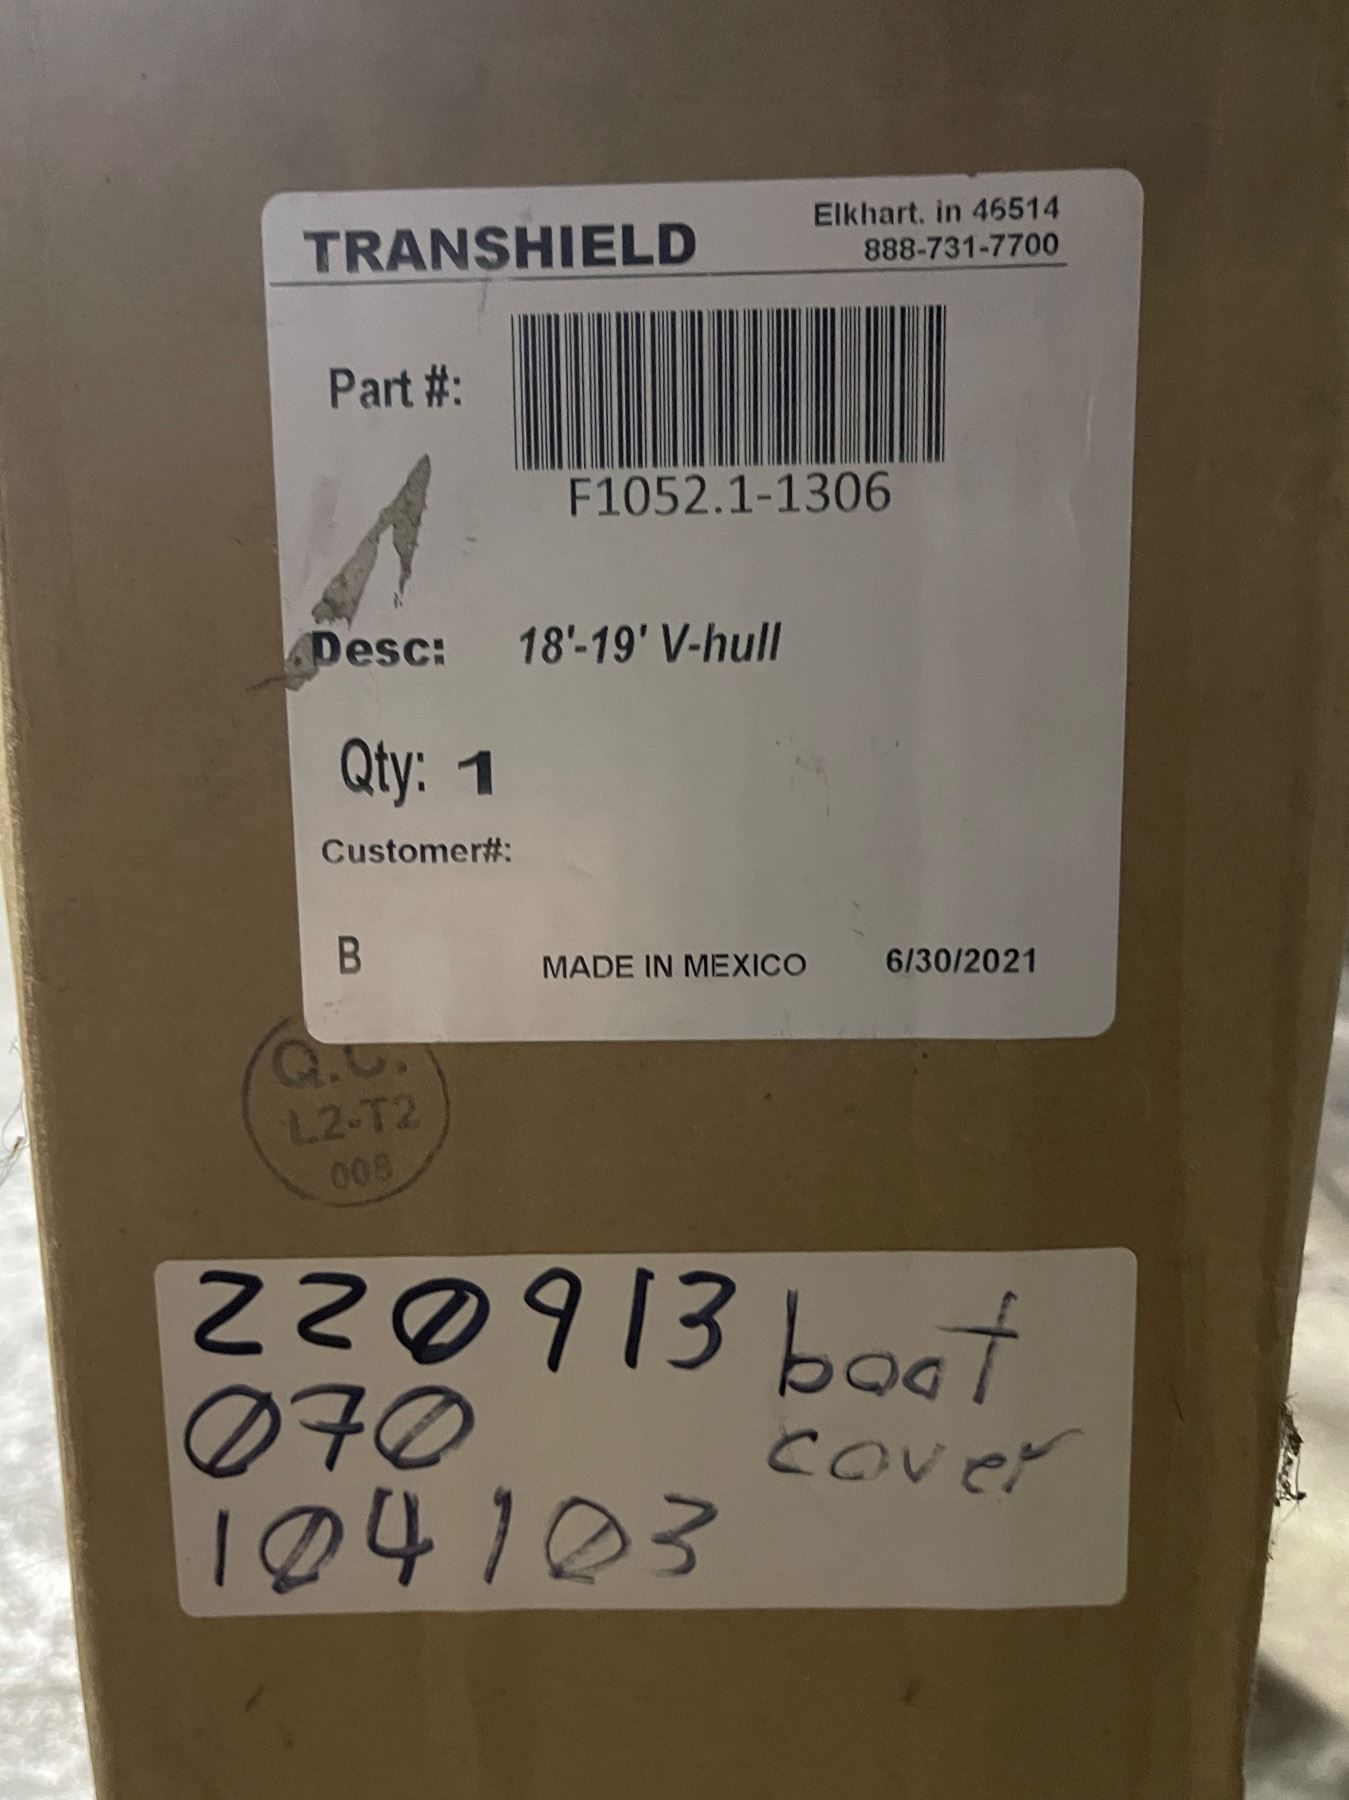 TRANSHIELD
Elkhart. in 46514
888-731-7700
Part #:
F1052.1-1306
Desc: 18'-19' V-hull
Qty: 1
Customer#:
B MADE IN MEXICO 6/30/2021
Q.C.
L2-T2
008
220913 boat
070 cover
104103